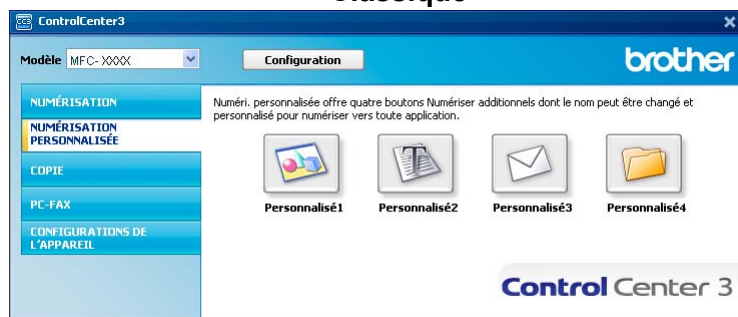 ControlCenter3
Modèle MFC- XXXX
Configuration
brother
NUMÉRISATION
NUMÉRISATION
PERSONNALISÉE
COPIE
PC-FAX
CONFIGURATIONS DE
L'APPAREIL
Numéri. personnalisée offre quatre boutons Numériser additionnels dont le nom peut être changé et
personnalisé pour numériser vers toute application.
Personnalisé1
Personnalisé2
Personnalisé3
Personnalisé4
Control Center 3